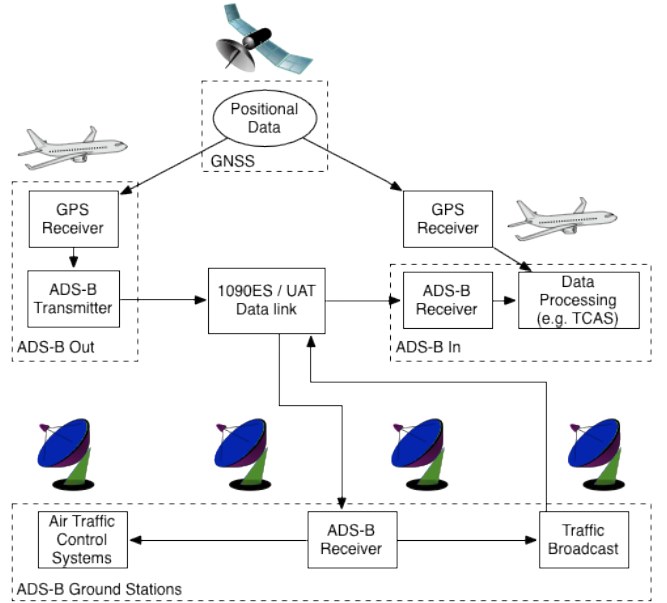 Positional
Data
GNSS
GPS
Receiver
GPS
Receiver
ADS-B
Transmitter
1090ES / UAT
Data link
ADS-B
Receiver
Data
Processing
(e.g. TCAS)
ADS-B Out
ADS-B In
Air Traffic
Control
Systems
ADS-B
Receiver
Traffic
Broadcast
ADS-B Ground Stations